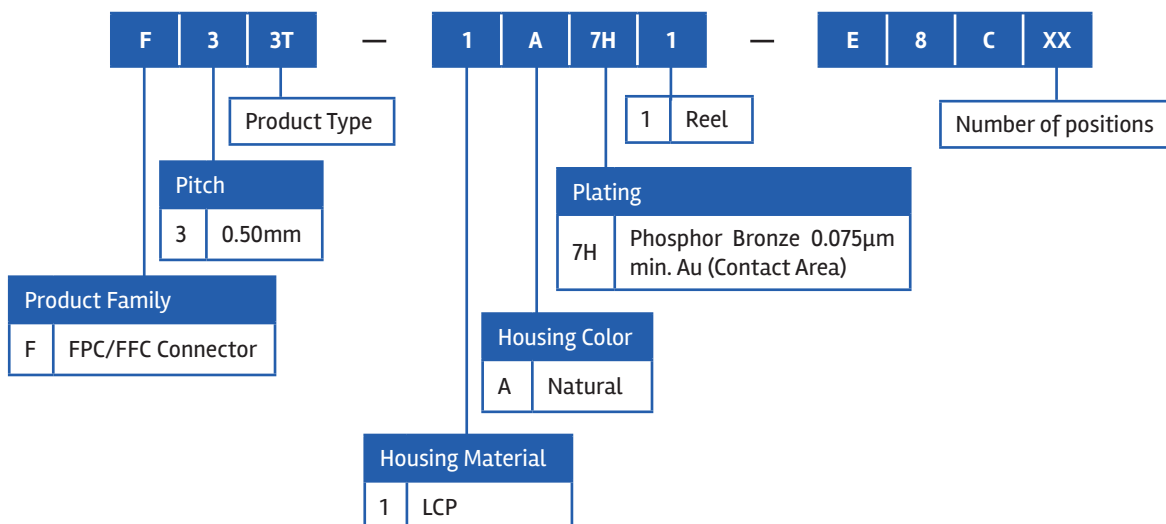 F 3 3T — 1 A 7H 1 — E 8 C XX
Product Type
1 Reel
Number of positions
Pitch
3 0.50mm
Plating
7H Phosphor Bronze 0.075µm
min. Au (Contact Area)
Product Family
F FPC/FFC Connector
Housing Color
A Natural
Housing Material
1 LCP